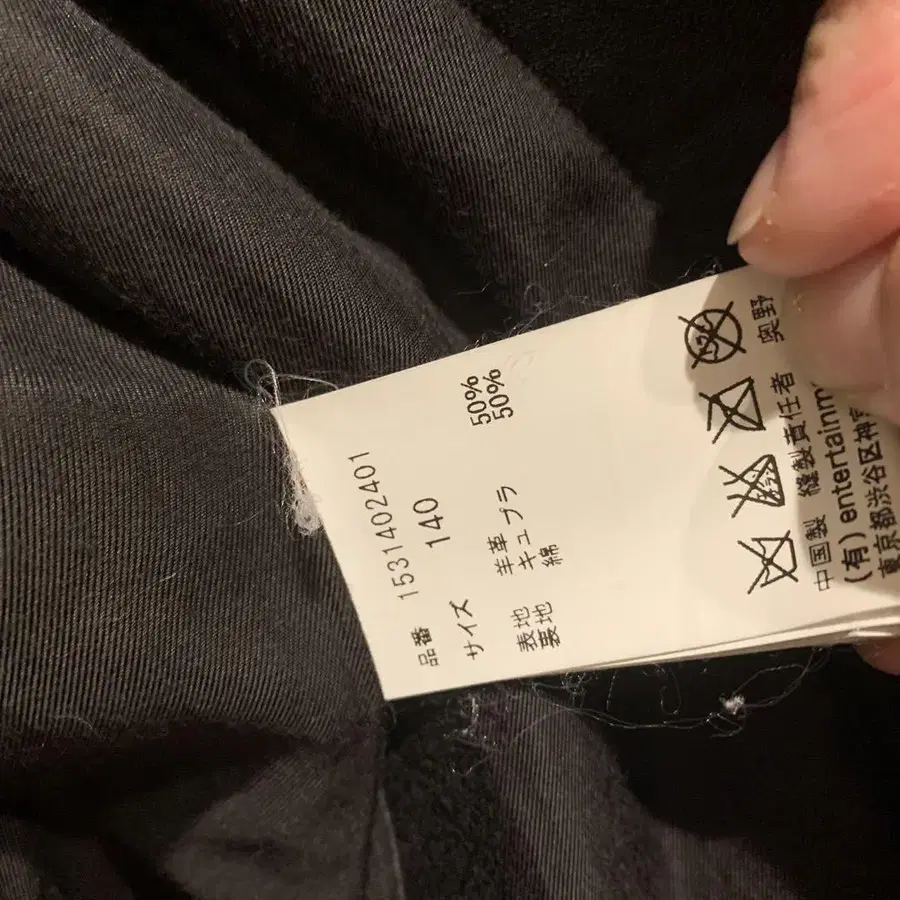 品番 1531402401
サイズ 140
表地 羊革
裏地 キュプラ 50%
綿 50%
中国製 縫製責任者 奥野
(有) entertainm
東京都渋谷区神宮